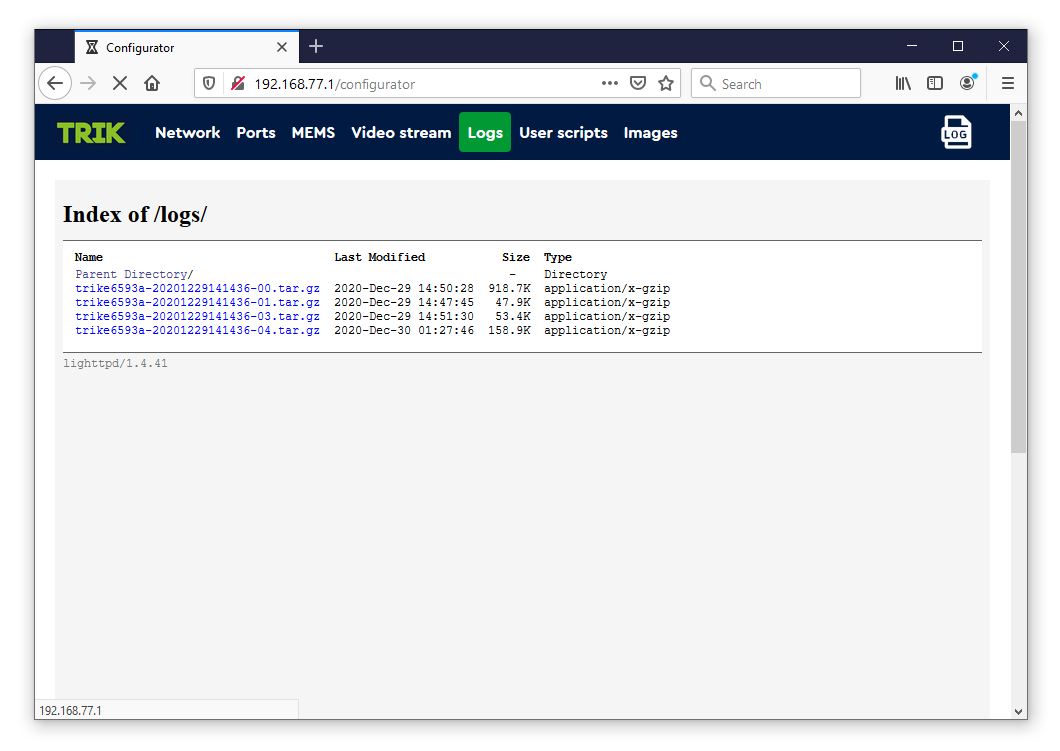 Configurator
192.168.77.1/configurator
Search
TRIK Network Ports MEMS Video stream Logs User scripts Images LOG
Index of /logs/
Name Last Modified Size Type
Parent Directory/ - Directory
trike6593a-20201229141436-00.tar.gz 2020-Dec-29 14:50:28 918.7K application/x-gzip
trike6593a-20201229141436-01.tar.gz 2020-Dec-29 14:47:45 47.9K application/x-gzip
trike6593a-20201229141436-03.tar.gz 2020-Dec-29 14:51:30 53.4K application/x-gzip
trike6593a-20201229141436-04.tar.gz 2020-Dec-30 01:27:46 158.9K application/x-gzip
lighttpd/1.4.41
192.168.77.1